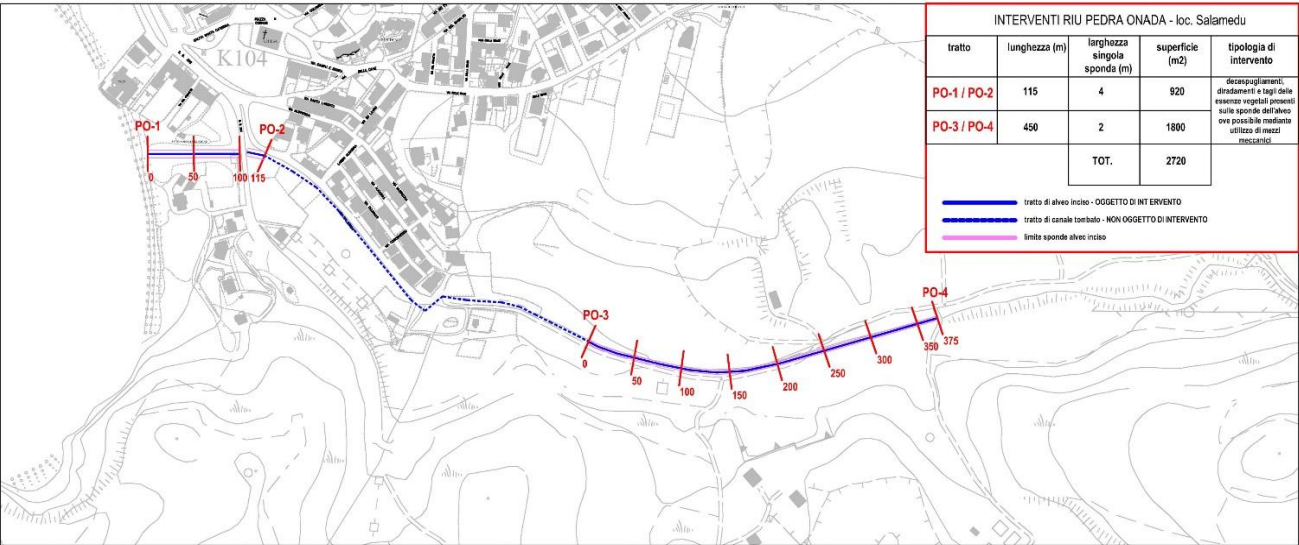 INTERVENTI RIU PEDRA ONADA - loc. Salamedu
tratto
lunghezza (m)
larghezza
singola
sponda (m)
superficie
(m2)
tipologia di
intervento
PO-1 / PO-2
115
4
920
PO-3 / PO-4
450
2
1800
decespugliamenti,
diradamenti e tagli delle
essenze vegetali presenti
sulle sponde dell'alveo
ove possibile mediante
utilizzo di mezzi
meccanici
TOT.
2720
tratto di alveo inciso - OGGETTO DI INTERVENTO
tratto di canale tombato - NON OGGETTO DI INTERVENTO
limite sponde alveo inciso
K104
PO-1
PO-2
0
50
100
115
PO-3
PO-4
0
50
100
150
200
250
300
350
375